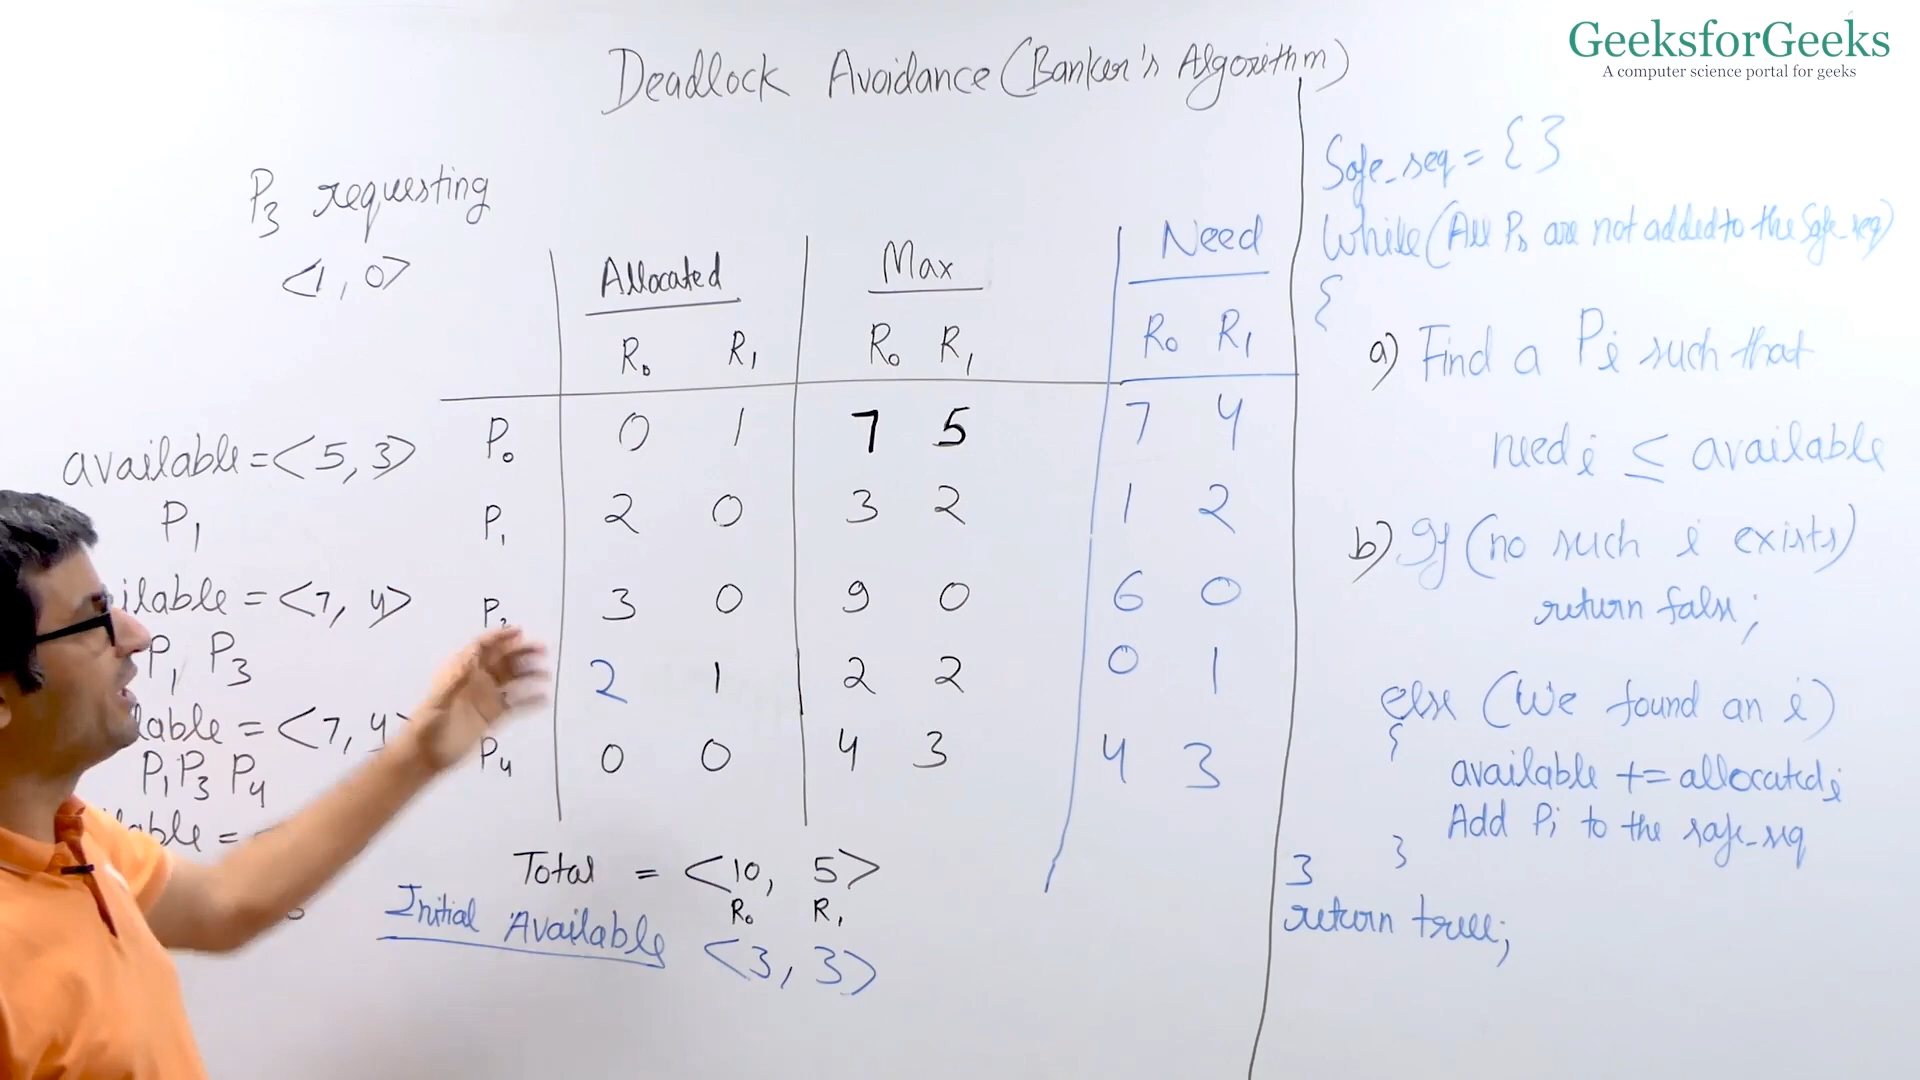 GeeksforGeeks
A computer science portal for geeks
Deadlock Avoidance (Banker's Algorithm)
P3 requesting
<1, 0>
Allocated Max Need
R0 R1 R0 R1 R0 R1
P0 0 1 7 5 7 4
P1 2 0 3 2 1 2
P2 3 0 9 0 6 0
2 1 2 2 0 1
P4 0 0 4 3 4 3
Total = <10, 5>
R0 R1
Initial Available <3, 3>
available = <5, 3>
P1
ilable = <7, 4>
P1 P3
lable = <7, 4>
P1 P3 P4
lable =
Safe_seq = { }
While (All Ps are not added to the safe_seq)
{
a) Find a Pi such that
needi ≤ available
b) If (no such i exists)
return false;
else (We found an i)
{
available += allocatedi
Add Pi to the safe_seq
}
}
return true;